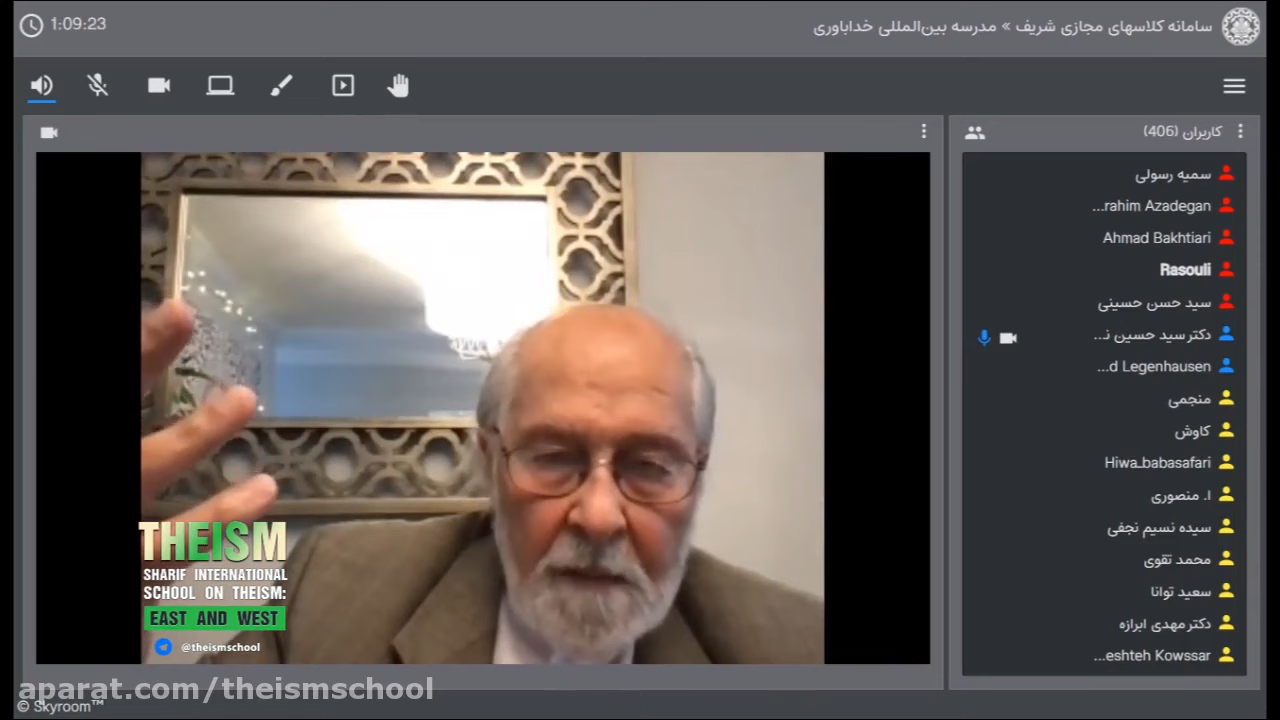 1:09:23
سامانه کلاسهای مجازی شریف » مدرسه بین‌المللی خداباوری
کاربران (406)
سمیه رسولی
...rahim Azadegan
Ahmad Bakhtiari
Rasouli
سید حسن حسینی
دکتر سید حسین ن...
...d Legenhausen
منجمی
کاوش
Hiwa_babasafari
ا. منصوری
سیده نسیم نجفی
محمد تقوی
سعید توانا
دکتر مهدی ابرازه
...eshteh Kowssar
THEISM
SHARIF INTERNATIONAL
SCHOOL ON THEISM:
EAST AND WEST
@theismschool
aparat.com/theismschool
© Skyroom™